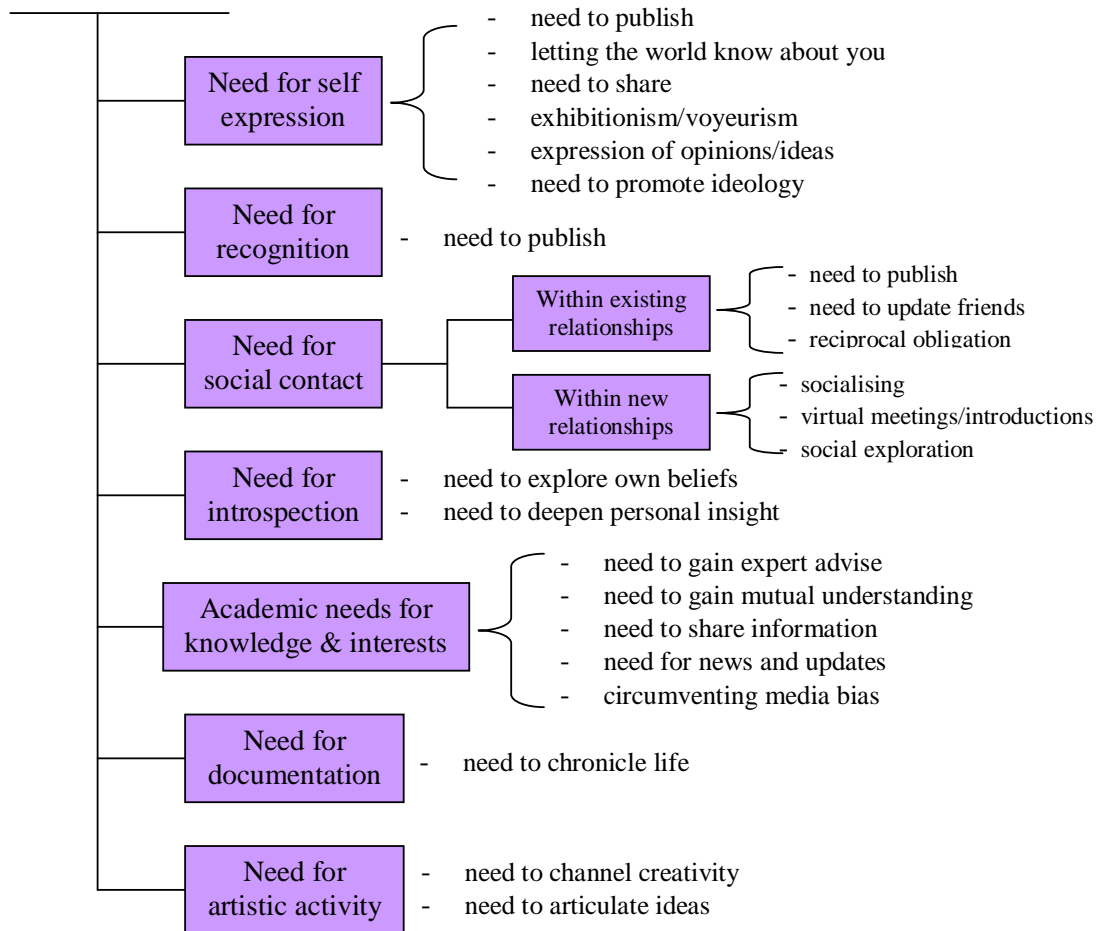 - need to publish
- letting the world know about you
Need for self
expression
- need to share
- exhibitionism/voyeurism
- expression of opinions/ideas
- need to promote ideology
Need for
recognition
- need to publish
Need for
social contact
Within existing
relationships
- need to publish
- need to update friends
- reciprocal obligation
Within new
relationships
- socialising
- virtual meetings/introductions
- social exploration
Need for
introspection
- need to explore own beliefs
- need to deepen personal insight
Academic needs for
knowledge & interests
- need to gain expert advise
- need to gain mutual understanding
- need to share information
- need for news and updates
- circumventing media bias
Need for
documentation
- need to chronicle life
Need for
artistic activity
- need to channel creativity
- need to articulate ideas